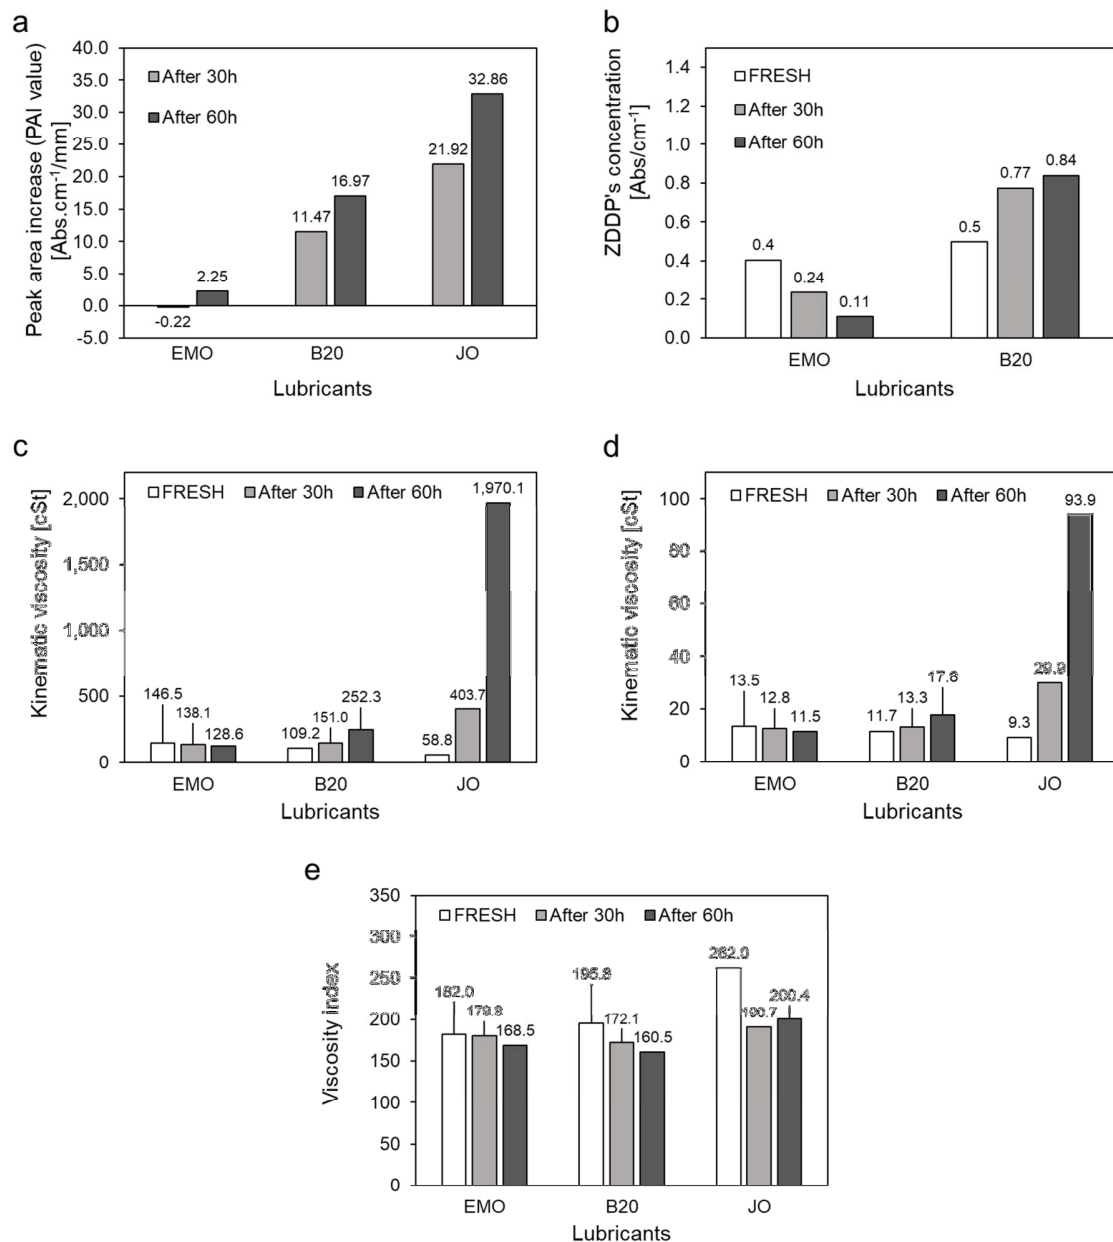 a
Peak area increase (PAI value)
[Abs.cm⁻¹/mm]
40.0
35.0
30.0
25.0
20.0
15.0
10.0
5.0
0.0
-5.0
After 30h
After 60h
-0.22
2.25
11.47
16.97
21.92
32.86
EMO
B20
JO
Lubricants
b
ZDDP's concentration
[Abs/cm⁻¹]
1.4
1.2
1.0
0.8
0.6
0.4
0.2
0.0
FRESH
After 30h
After 60h
0.4
0.24
0.11
0.5
0.77
0.84
EMO
B20
Lubricants
c
Kinematic viscosity [cSt]
2,000
1,500
1,000
500
0
FRESH
After 30h
After 60h
146.5
138.1
128.6
109.2
151.0
252.3
58.8
403.7
1,970.1
EMO
B20
JO
Lubricants
d
Kinematic viscosity [cSt]
100
80
60
40
20
0
FRESH
After 30h
After 60h
13.5
12.8
11.5
11.7
13.3
17.6
9.3
29.9
93.9
EMO
B20
JO
Lubricants
e
Viscosity index
350
300
250
200
150
100
50
0
FRESH
After 30h
After 60h
182.0
179.8
168.5
195.8
172.1
160.5
262.0
190.7
200.4
EMO
B20
JO
Lubricants